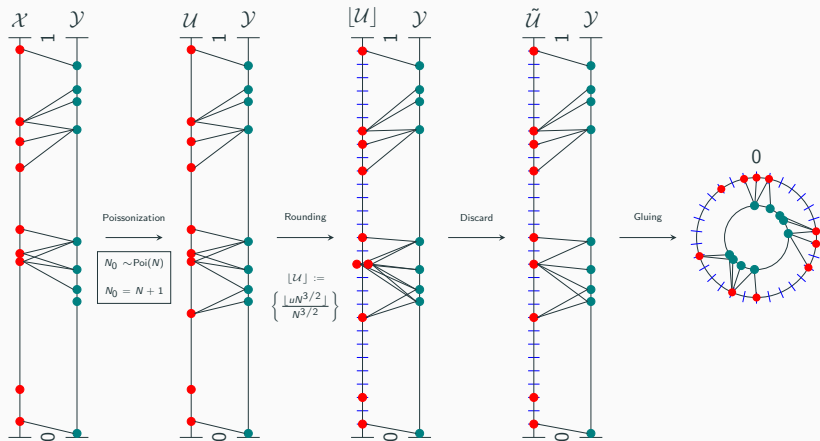 𝒳 𝒴 𝒰 𝒴 ⌊𝒰⌋ 𝒴 Ũ 𝒴
1 1 1 1
0
Poissonization Rounding Discard Gluing
N₀ ∼Poi(N)
N₀ = N + 1
⌊𝒰⌋ :=
{ ⌊uN^{3/2}⌋ / N^{3/2} }
0 0 0 0